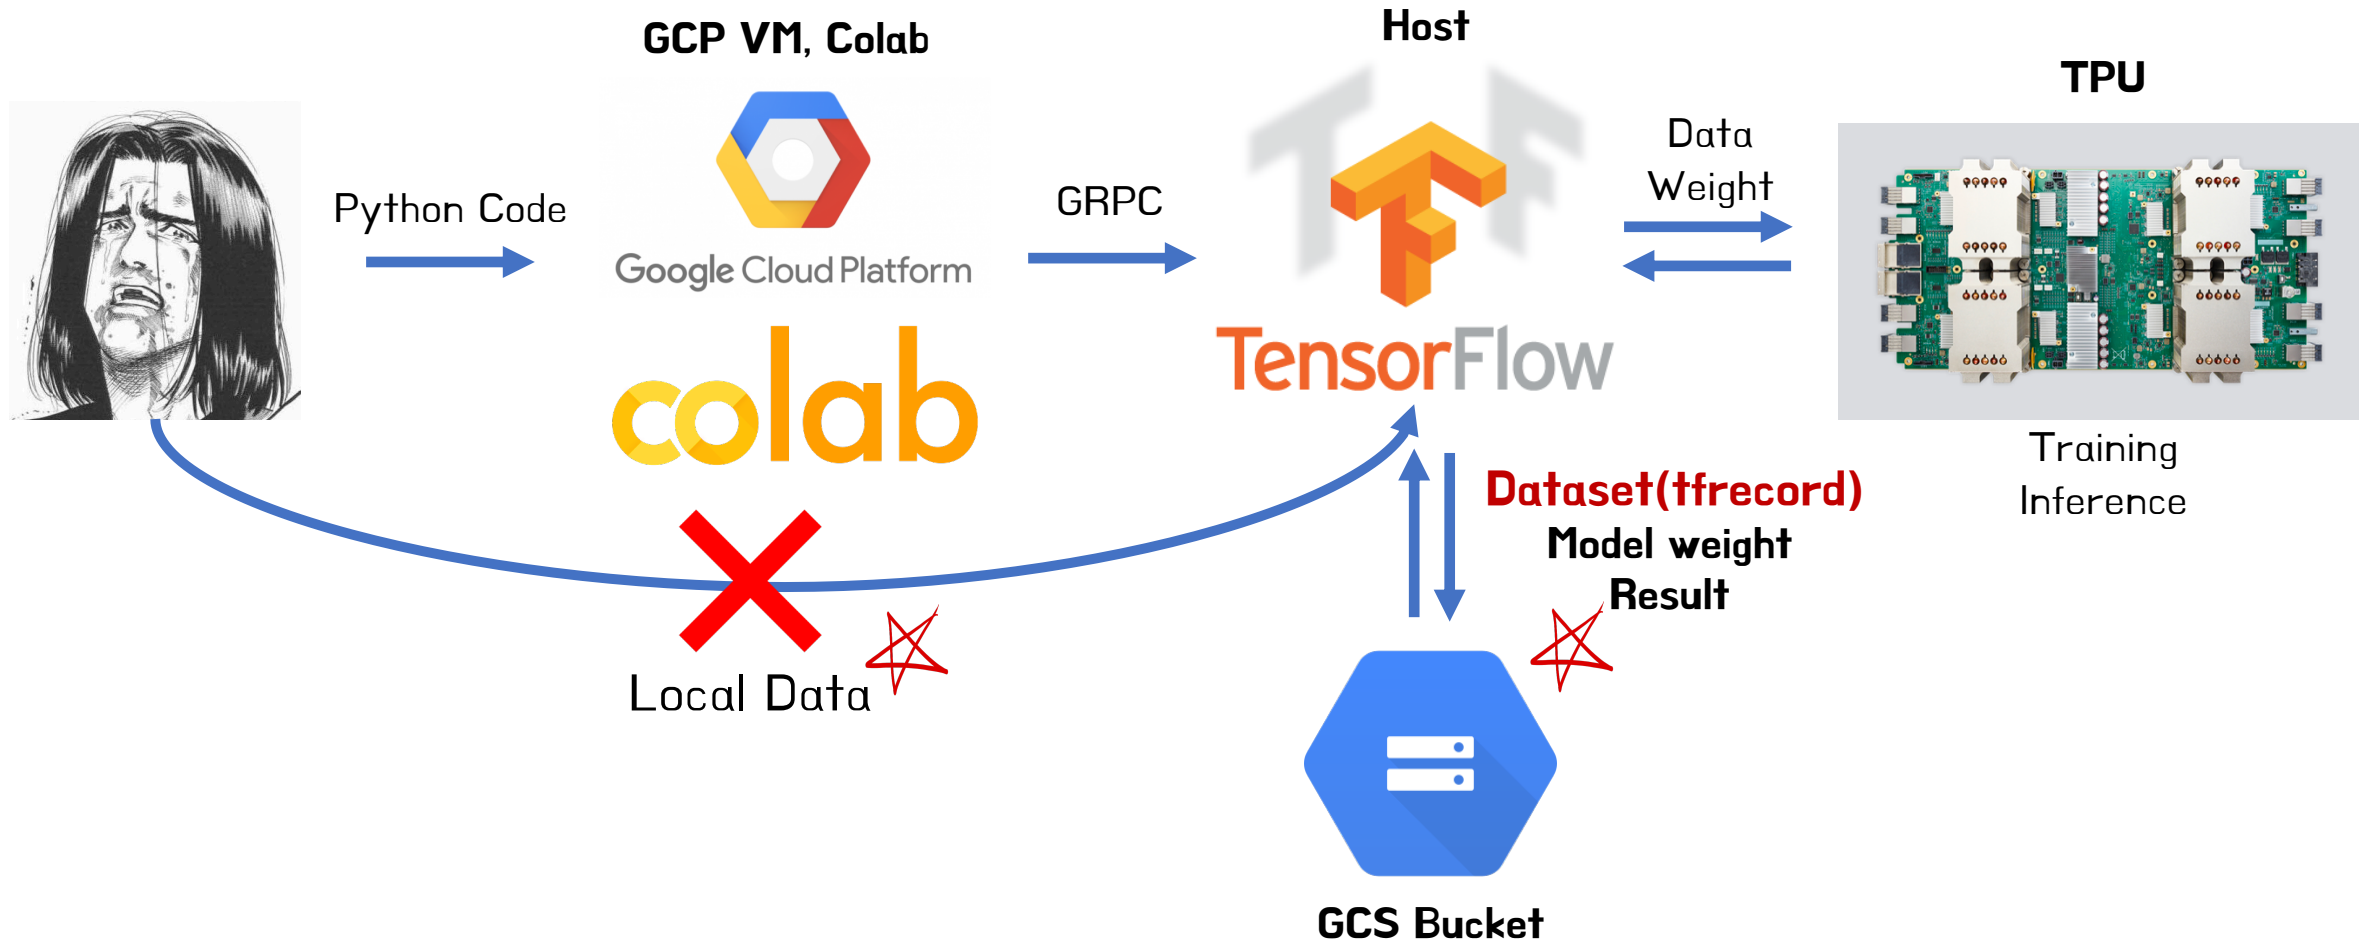 GCP VM, Colab
Host
TPU
Python Code
Google Cloud Platform
colab
GRPC
TensorFlow
Data
Weight
Training
Inference
Dataset(tfrecord)
Model weight
Result
Local Data
GCS Bucket